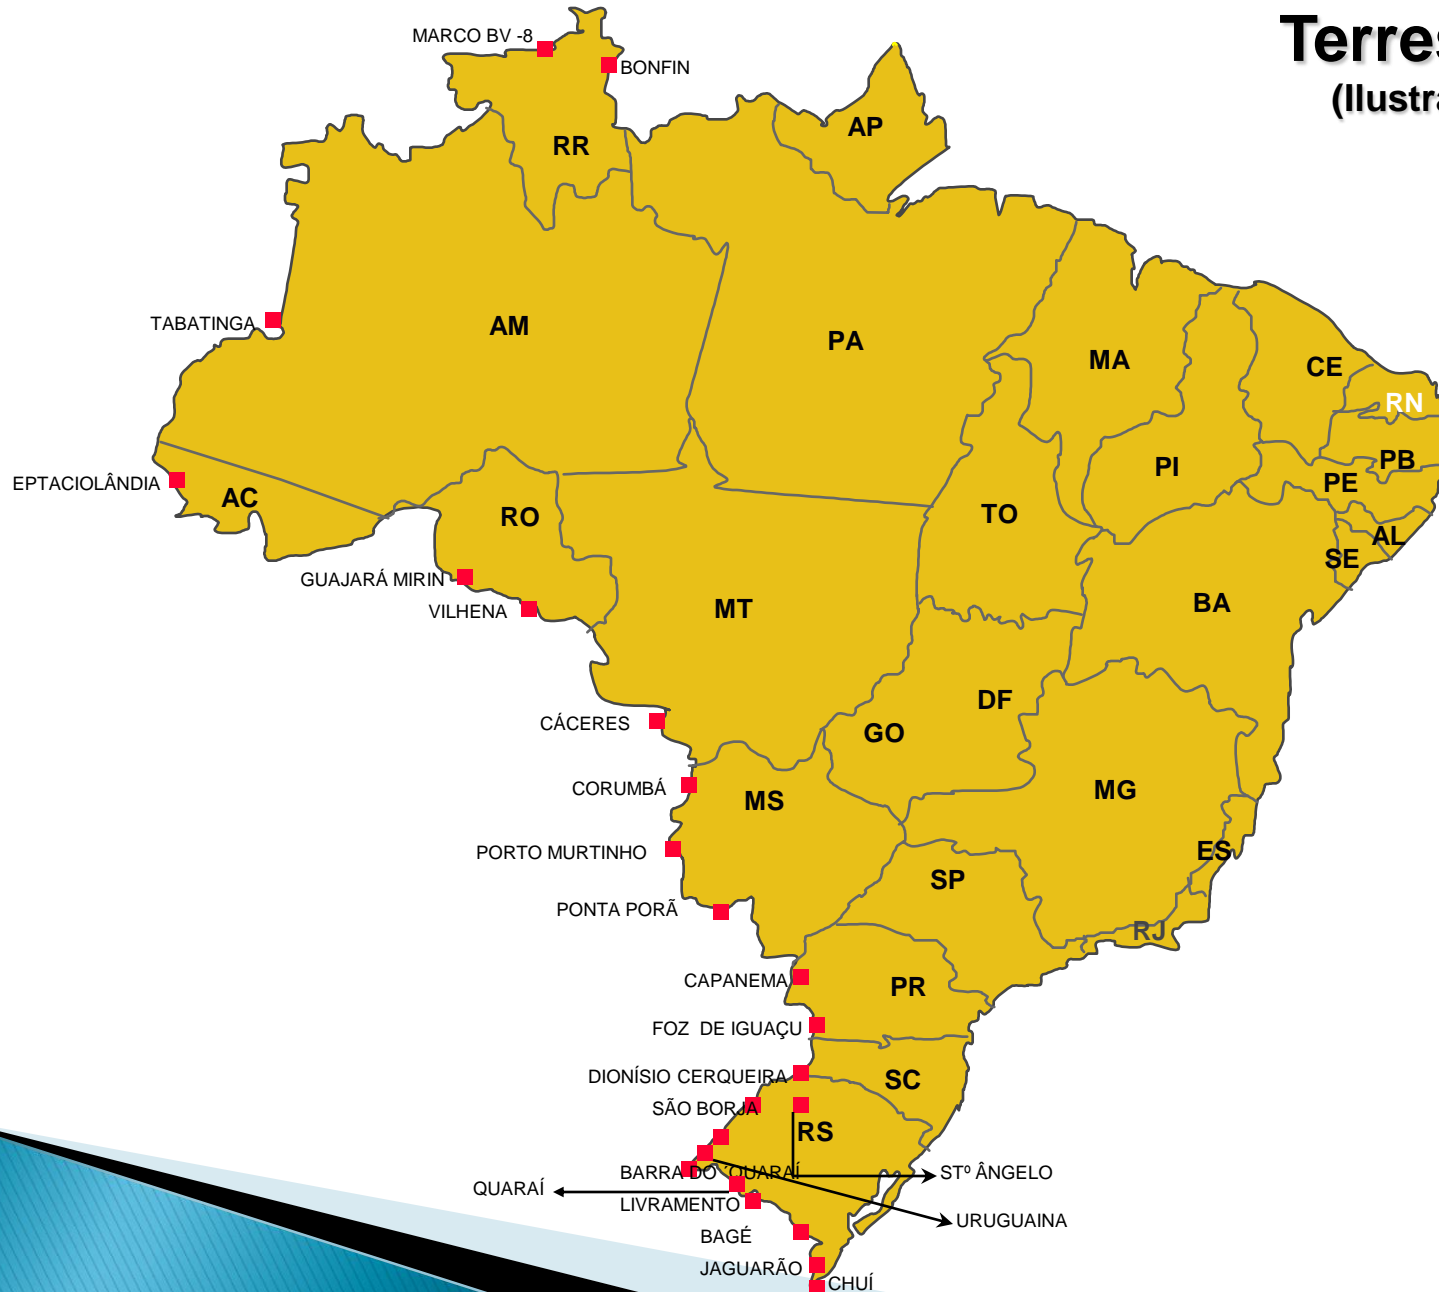 Terres
(Ilustra
MARCO BV -8
BONFIN
AP
RR
TABATINGA
AM
PA
MA
CE
RN
PI
PB
PE
EPTACIOLÂNDIA
AC
RO
TO
AL
SE
GUAJARÁ MIRIN
VILHENA
MT
BA
DF
CÁCERES
GO
CORUMBÁ
MS
MG
PORTO MURTINHO
ES
SP
PONTA PORÃ
RJ
CAPANEMA
PR
FOZ DE IGUAÇU
DIONÍSIO CERQUEIRA
SC
SÃO BORJA
RS
BARRA DO ´QUARAÍ
STº ÂNGELO
QUARAÍ
LIVRAMENTO
URUGUAINA
BAGÉ
JAGUARÃO
CHUÍ